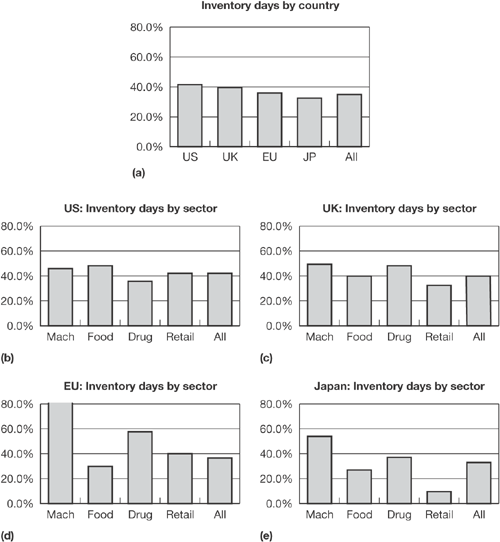 Inventory days by country
80.0%
60.0%
40.0%
20.0%
0.0%
US UK EU JP All
(a)
US: Inventory days by sector
80.0%
60.0%
40.0%
20.0%
0.0%
Mach Food Drug Retail All
(b)
UK: Inventory days by sector
80.0%
60.0%
40.0%
20.0%
0.0%
Mach Food Drug Retail All
(c)
EU: Inventory days by sector
80.0%
60.0%
40.0%
20.0%
0.0%
Mach Food Drug Retail All
(d)
Japan: Inventory days by sector
80.0%
60.0%
40.0%
20.0%
0.0%
Mach Food Drug Retail All
(e)